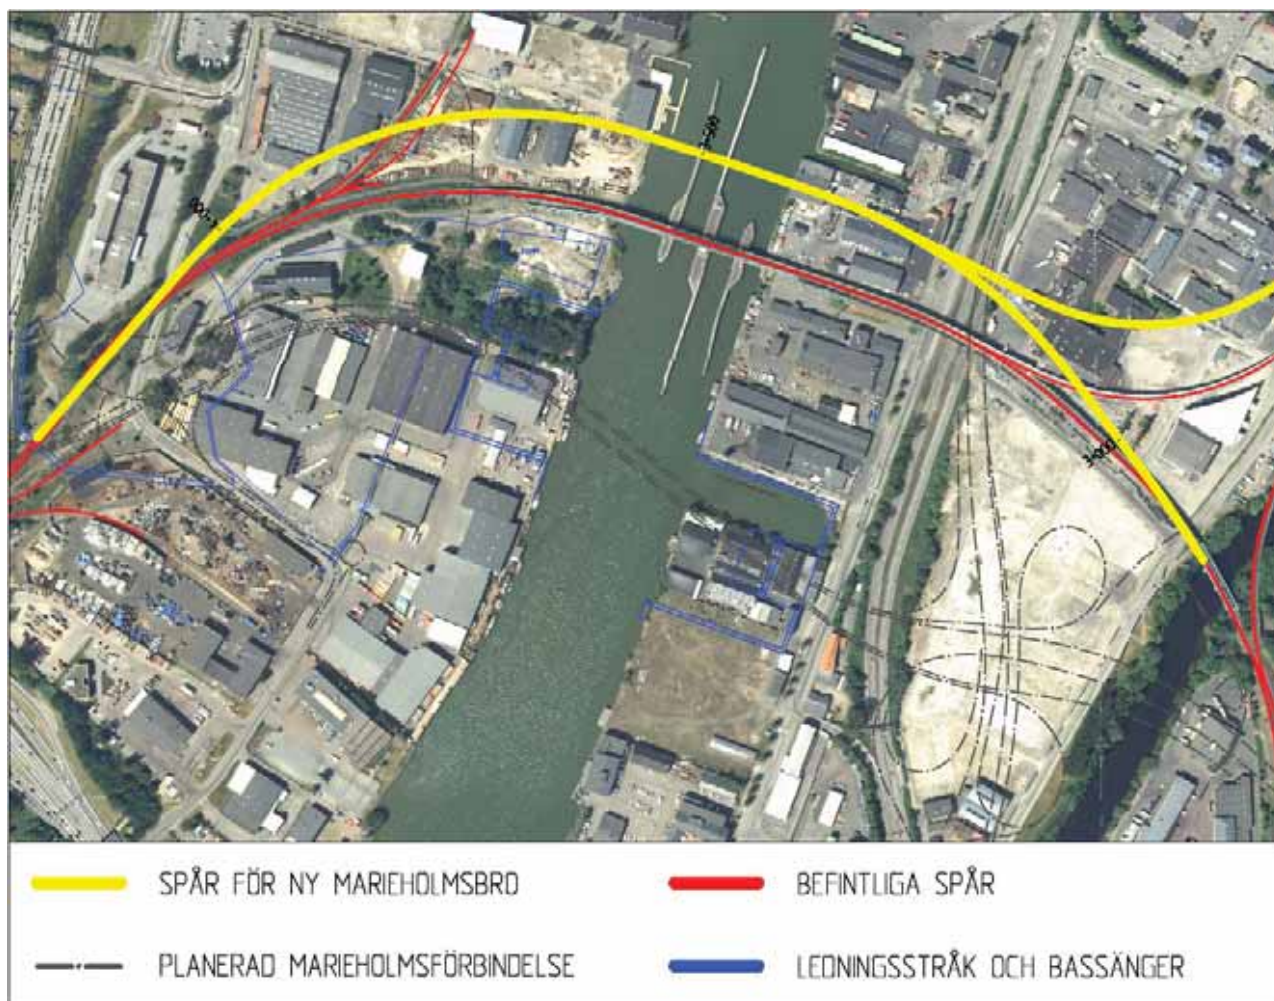 SPÅR FÖR NY MARIEHOLMSBRO
BEFINTLIGA SPÅR
PLANERAD MARIEHOLMSFÖRBINDELSE
LEDNINGSSTRÅK OCH BASSÄNGER